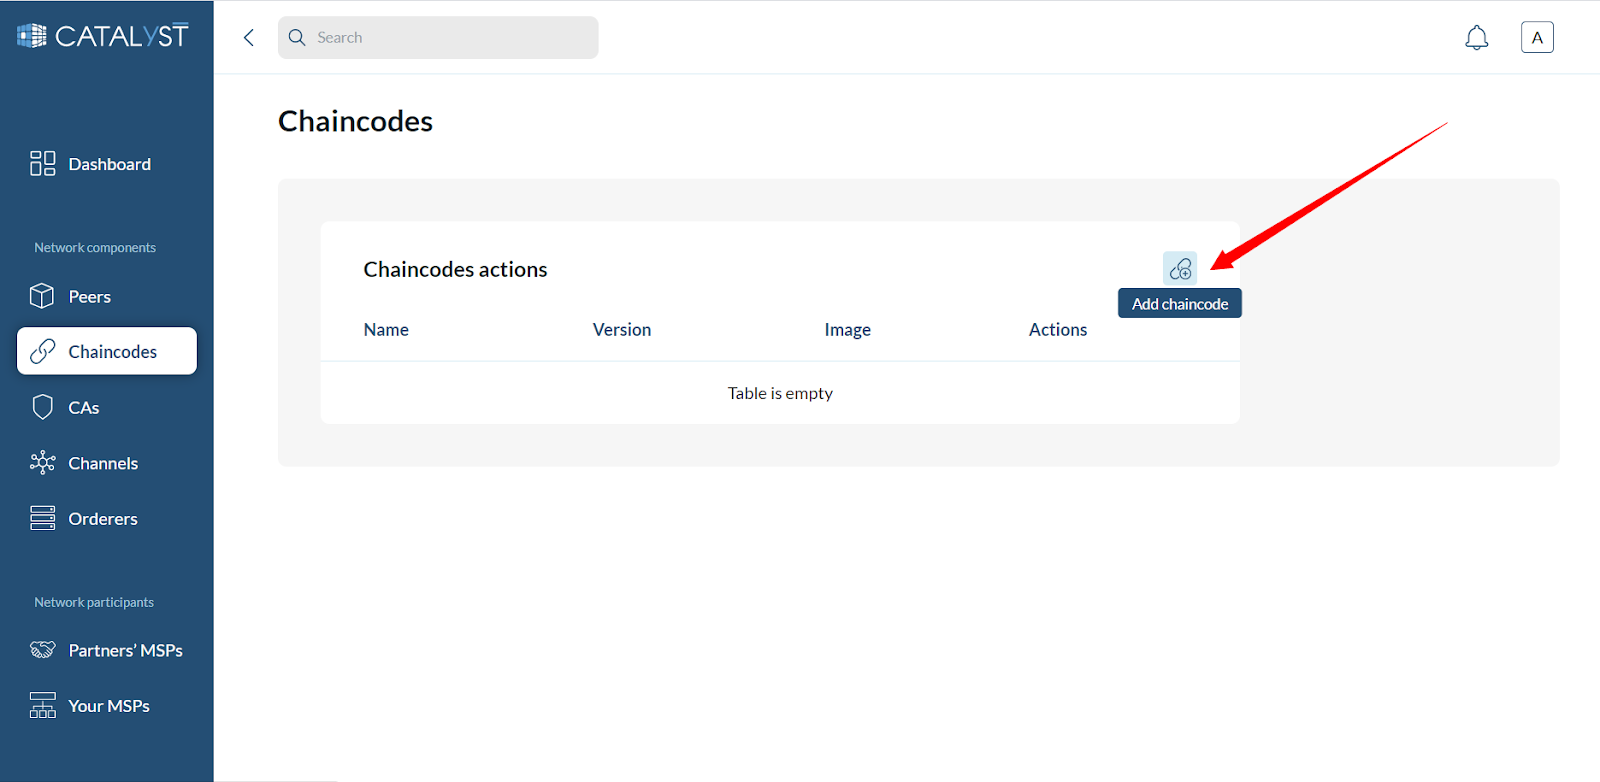 CATALYST
Search
A
Chaincodes
Dashboard
Network components
Peers
Chaincodes
CAs
Channels
Orderers
Network participants
Partners’ MSPs
Your MSPs
Chaincodes actions
Add chaincode
Name Version Image Actions
Table is empty